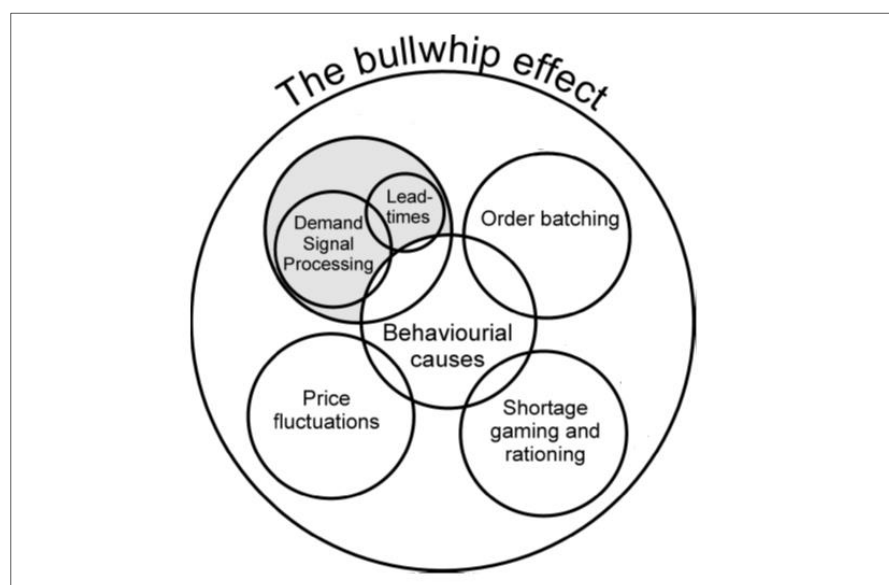 The bullwhip effect
Lead-
times
Demand
Signal
Processing
Order batching
Behaviourial
causes
Price
fluctuations
Shortage
gaming and
rationing